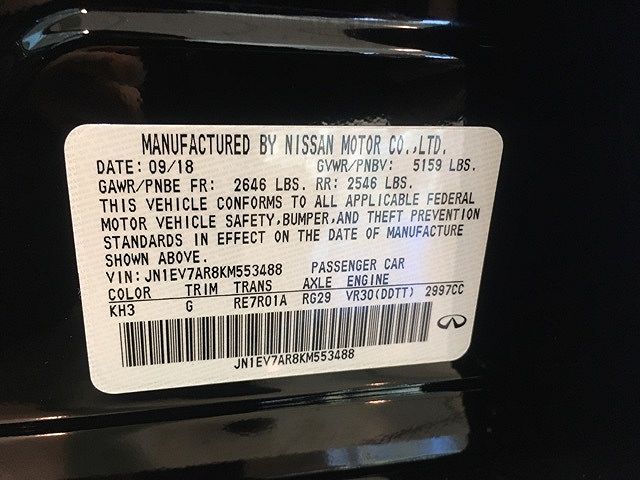 MANUFACTURED BY NISSAN MOTOR CO.,LTD.
DATE: 09/18 GVWR/PNBV: 5159 LBS.
GAWR/PNBE FR: 2646 LBS. RR: 2546 LBS.
THIS VEHICLE CONFORMS TO ALL APPLICABLE FEDERAL
MOTOR VEHICLE SAFETY,BUMPER,AND THEFT PREVENTION
STANDARDS IN EFFECT ON THE DATE OF MANUFACTURE
SHOWN ABOVE.
VIN: JN1EV7AR8KM553488 PASSENGER CAR
COLOR TRIM TRANS AXLE ENGINE
KH3 G RE7R01A RG29 VR30(DDTT) 2997CC
JN1EV7AR8KM553488